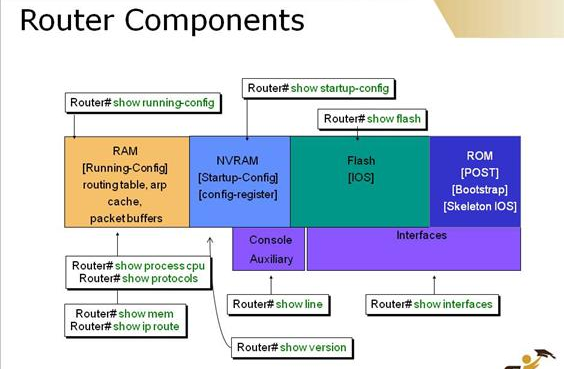 Router Components
Router# show startup-config
Router# show running-config
Router# show flash
RAM
[Running-Config]
routing table, arp
cache,
packet buffers
NVRAM
[Startup-Config]
[config-register]
Flash
[IOS]
ROM
[POST]
[Bootstrap]
[Skeleton IOS]
Console
Auxiliary
Interfaces
Router# show process cpu
Router# show protocols
Router# show mem
Router# show ip route
Router# show line
Router# show interfaces
Router# show version